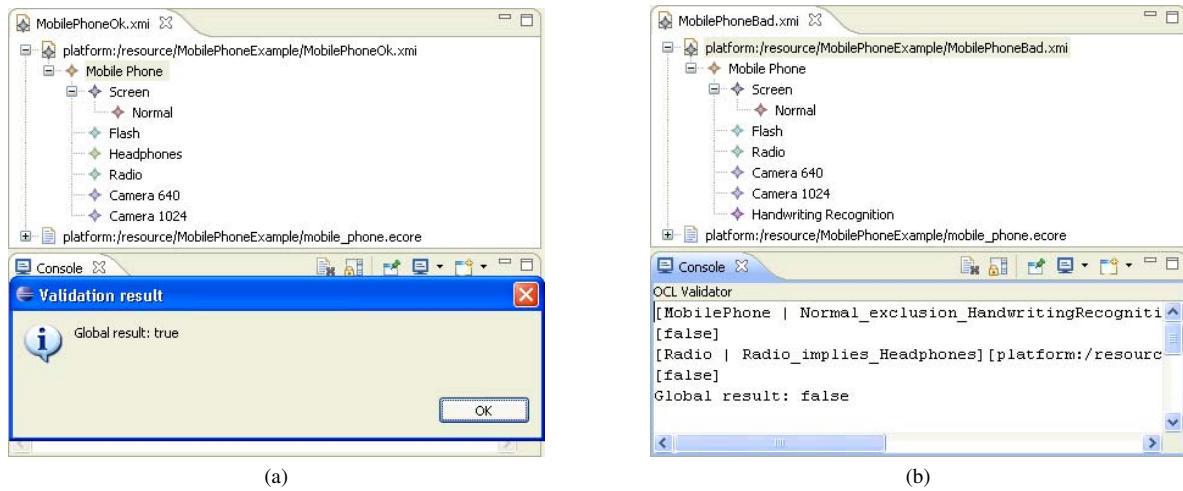 MobilePhoneOk.xmi
platform:/resource/MobilePhoneExample/MobilePhoneOk.xmi
Mobile Phone
Screen
Normal
Flash
Headphones
Radio
Camera 640
Camera 1024
platform:/resource/MobilePhoneExample/mobile_phone.ecore
Console
Validation result
Global result: true
OK
(a)
MobilePhoneBad.xmi
platform:/resource/MobilePhoneExample/MobilePhoneBad.xmi
Mobile Phone
Screen
Normal
Flash
Radio
Camera 640
Camera 1024
Handwriting Recognition
platform:/resource/MobilePhoneExample/mobile_phone.ecore
Console
OCL Validator
[MobilePhone | Normal_exclusion_HandwritingRecogniti
[false]
[Radio | Radio_implies_Headphones][platform:/resourc
[false]
Global result: false
(b)